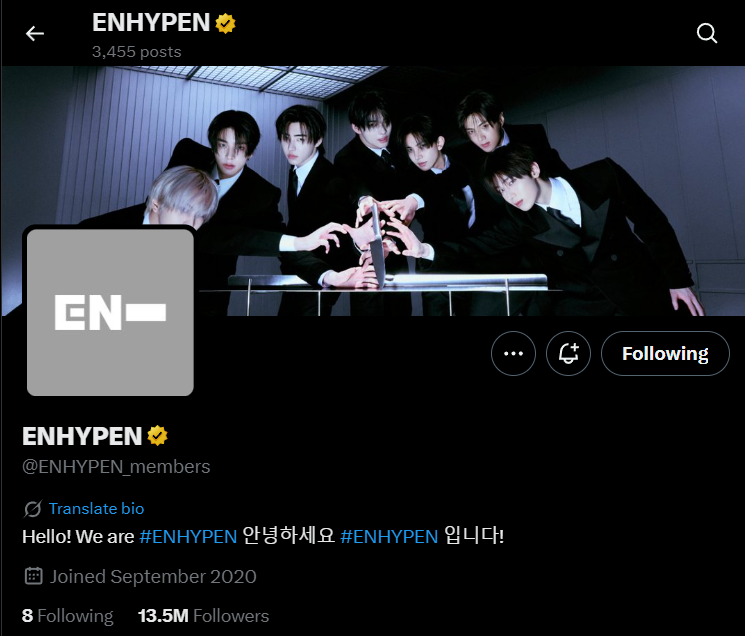 ENHYPEN
3,455 posts
EN-
Following
ENHYPEN
@ENHYPEN_members
Translate bio
Hello! We are #ENHYPEN 안녕하세요 #ENHYPEN 입니다!
Joined September 2020
8 Following 13.5M Followers